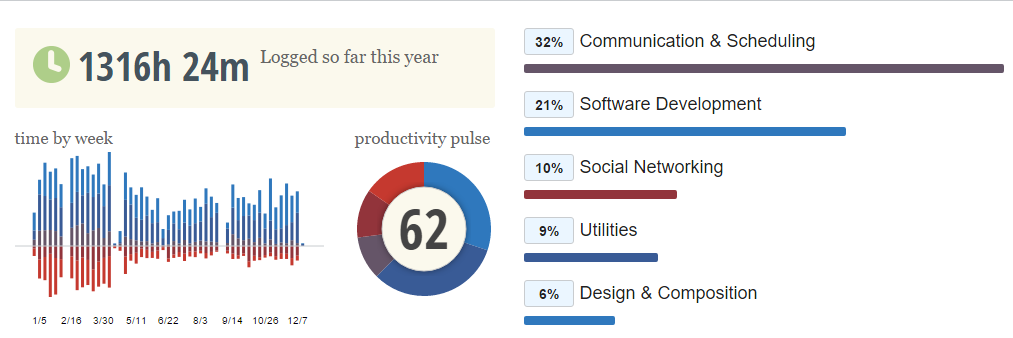 1316h 24m Logged so far this year
time by week
productivity pulse
62
1/5 2/16 3/30 5/11 6/22 8/3 9/14 10/26 12/7
32% Communication & Scheduling
21% Software Development
10% Social Networking
9% Utilities
6% Design & Composition